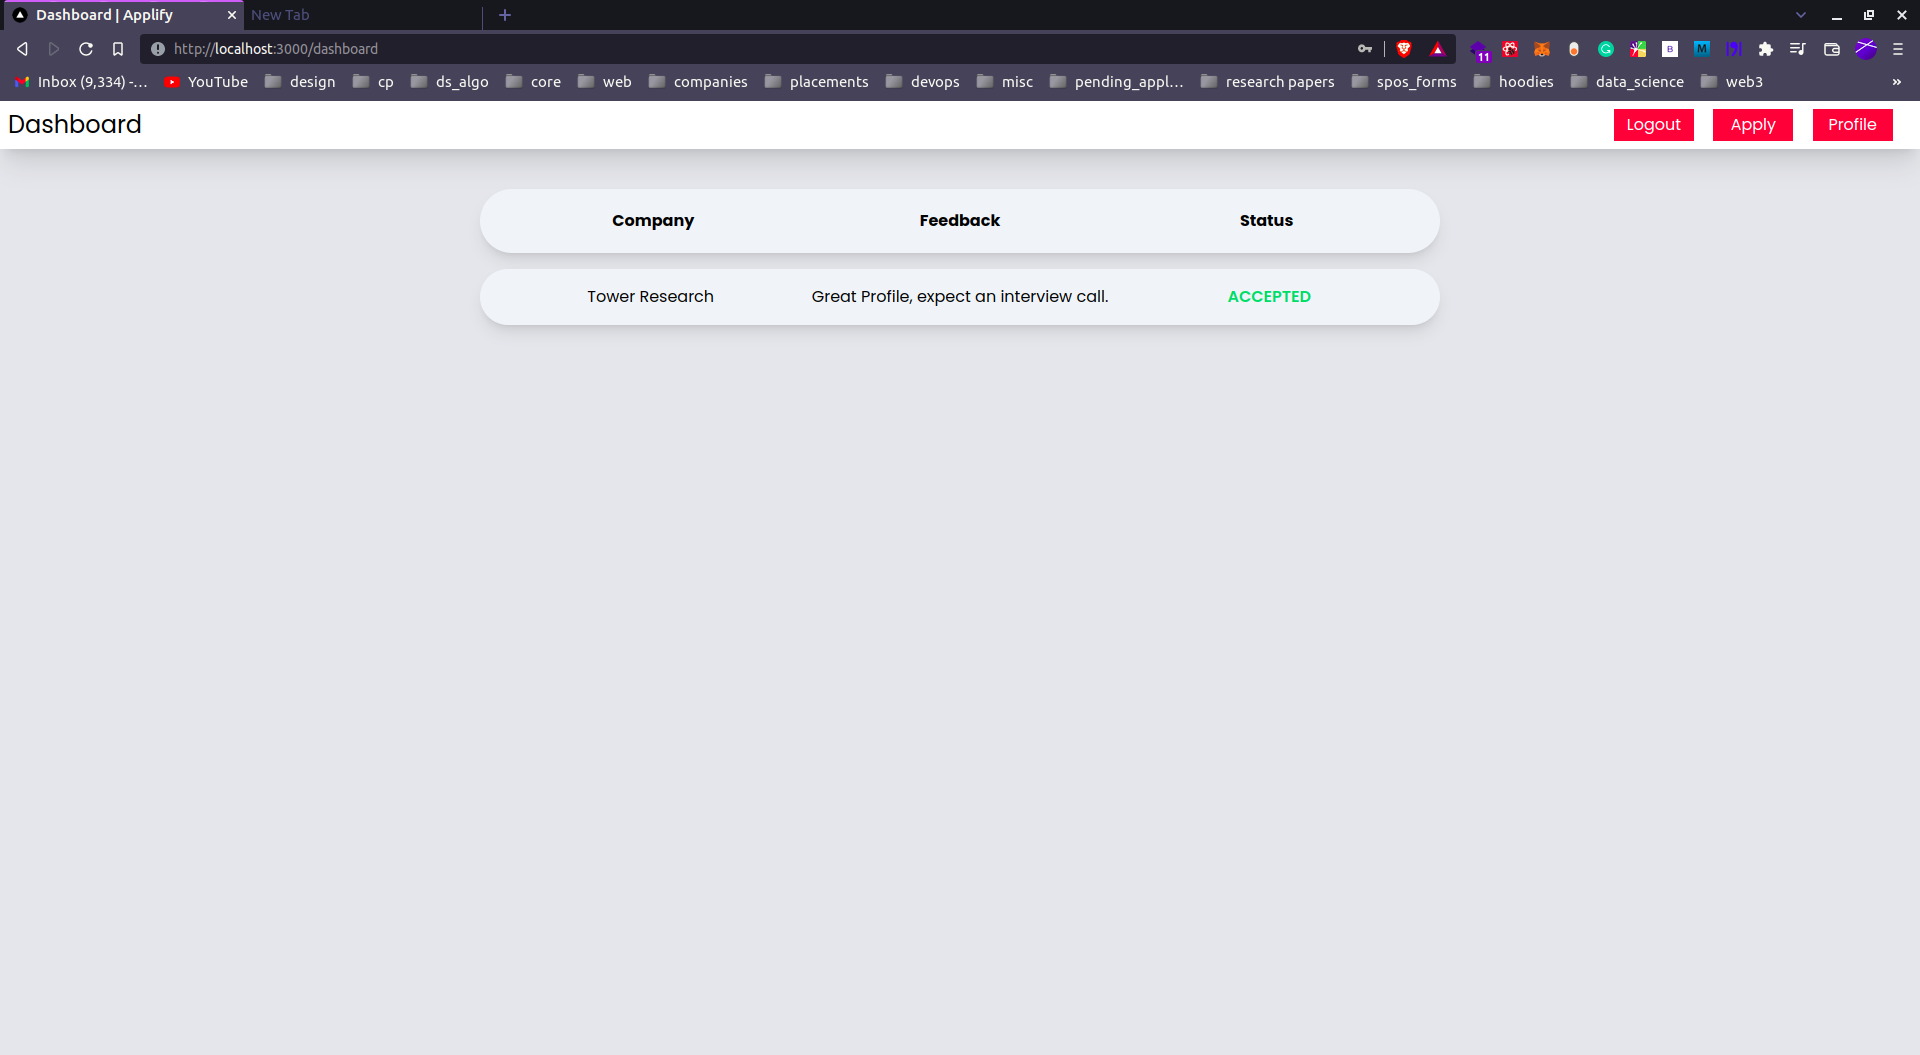 Dashboard | Applify
New Tab
http://localhost:3000/dashboard
11
B
M
Inbox (9,334) -... YouTube design cp ds_algo core web companies placements devops misc pending_appl... research papers spos_forms hoodies data_science web3 »
Dashboard Logout Apply Profile
Company Feedback Status
Tower Research Great Profile, expect an interview call. ACCEPTED